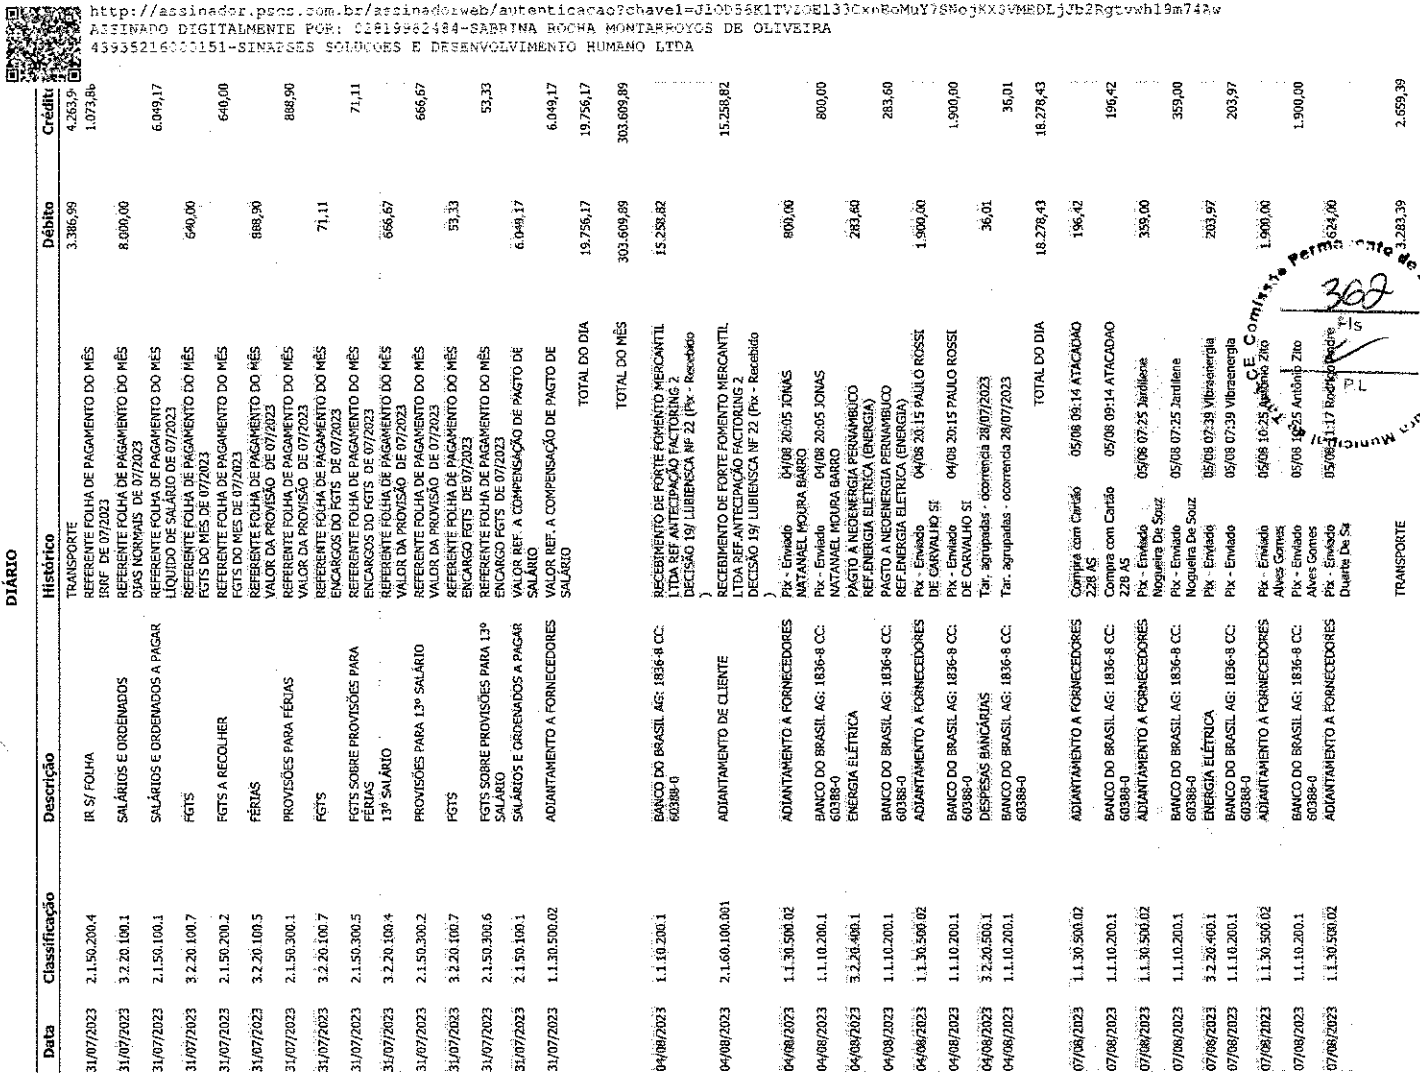 ASSINADO DIGITALMENTE POR: 02819982484-SABRINA ROCHA MONTARROYOS DE OLIVEIRA
43935216000151-SINAPSES SOLUCOES E DESENVOLVIMENTO HUMANO LTDA
DIÁRIO
Data Classificação Descrição Histórico Débito Crédito
TRANSPORTE 3.386,99
31/07/2023 2.1.50.200.4 IR S/ FOLHA REFERENTE FOLHA DE PAGAMENTO DO MÊS 1.073,86
IRRF DE 07/2023
31/07/2023 3.2.20.100.1 SALÁRIOS E ORDENADOS REFERENTE FOLHA DE PAGAMENTO DO MÊS 8.000,00
DIAS NORMAIS DE 07/2023
31/07/2023 2.1.50.100.1 SALÁRIOS E ORDENADOS A PAGAR REFERENTE FOLHA DE PAGAMENTO DO MÊS 6.049,17
LÍQUIDO DE SALÁRIO DE 07/2023
31/07/2023 3.2.20.100.7 FGTS REFERENTE FOLHA DE PAGAMENTO DO MÊS 640,00
FGTS DO MES DE 07/2023
31/07/2023 2.1.50.200.2 FGTS A RECOLHER REFERENTE FOLHA DE PAGAMENTO DO MÊS 640,00
FGTS DO MES DE 07/2023
31/07/2023 3.2.20.100.5 FÉRIAS REFERENTE FOLHA DE PAGAMENTO DO MÊS 888,90
VALOR DA PROVISÃO DE 07/2023
31/07/2023 2.1.50.300.1 PROVISÕES PARA FÉRIAS REFERENTE FOLHA DE PAGAMENTO DO MÊS 888,90
VALOR DA PROVISÃO DE 07/2023
31/07/2023 3.2.20.100.7 FGTS REFERENTE FOLHA DE PAGAMENTO DO MÊS 71,11
ENCARGOS DO FGTS DE 07/2023
31/07/2023 2.1.50.300.5 FGTS SOBRE PROVISÕES PARA REFERENTE FOLHA DE PAGAMENTO DO MÊS 71,11
FÉRIAS ENCARGOS DO FGTS DE 07/2023
31/07/2023 3.2.20.100.4 13º SALÁRIO REFERENTE FOLHA DE PAGAMENTO DO MÊS 666,67
VALOR DA PROVISÃO DE 07/2023
31/07/2023 2.1.50.300.2 PROVISÕES PARA 13º SALÁRIO REFERENTE FOLHA DE PAGAMENTO DO MÊS 666,67
VALOR DA PROVISÃO DE 07/2023
31/07/2023 3.2.20.100.7 FGTS REFERENTE FOLHA DE PAGAMENTO DO MÊS 53,33
ENCARGO FGTS DE 07/2023
31/07/2023 2.1.50.300.6 FGTS SOBRE PROVISÕES PARA 13º REFERENTE FOLHA DE PAGAMENTO DO MÊS 53,33
SALÁRIO ENCARGO FGTS DE 07/2023
31/07/2023 2.1.50.100.1 SALÁRIOS E ORDENADOS A PAGAR VALOR REF. A COMPENSAÇÃO DE PAGTO DE 6.049,17
SALÁRIO
31/07/2023 1.1.30.500.02 ADIANTAMENTO A FORNECEDORES VALOR REF. A COMPENSAÇÃO DE PAGTO DE 6.049,17
SALÁRIO
TOTAL DO DIA 19.756,17 19.756,17
TOTAL DO MÊS 303.609,89 303.609,89
04/08/2023 1.1.10.200.1 BANCO DO BRASIL AG: 1836-8 CC: RECEBIMENTO DE FORTE FOMENTO MERCANTIL 15.258,82
60388-0 LTDA REF ANTECIPAÇÃO FACTORING 2
DECISÃO 19/ LUBIENSCA NF 22 (Pix - Recebido
)
04/08/2023 2.1.60.100.001 ADIANTAMENTO DE CLIENTE RECEBIMENTO DE FORTE FOMENTO MERCANTIL 15.258,82
LTDA REF ANTECIPAÇÃO FACTORING 2
DECISÃO 19/ LUBIENSCA NF 22 (Pix - Recebido
)
04/08/2023 1.1.30.500.02 ADIANTAMENTO A FORNECEDORES Pix - Enviado 04/08 20:05 JONAS 800,00
NATANAEL MOURA BARRO
04/08/2023 1.1.10.200.1 BANCO DO BRASIL AG: 1836-8 CC: Pix - Enviado 04/08 20:05 JONAS 800,00
60388-0 NATANAEL MOURA BARRO
04/08/2023 3.2.20.400.1 ENERGIA ELÉTRICA PAGTO A NEOENERGIA PERNAMBUCO 283,60
REF.ENERGIA ELETRICA (ENERGIA)
04/08/2023 1.1.10.200.1 BANCO DO BRASIL AG: 1836-8 CC: PAGTO A NEOENERGIA PERNAMBUCO 283,60
60388-0 REF.ENERGIA ELETRICA (ENERGIA)
04/08/2023 1.1.30.500.02 ADIANTAMENTO A FORNECEDORES Pix - Enviado 04/08 20:15 PAULO ROSSI 1.900,00
DE CARVALHO SI
04/08/2023 1.1.10.200.1 BANCO DO BRASIL AG: 1836-8 CC: Pix - Enviado 04/08 20:15 PAULO ROSSI 1.900,00
60388-0 DE CARVALHO SI
04/08/2023 3.2.20.500.1 DESPESAS BANCÁRIAS Tar. agrupadas - ocorrencia 28/07/2023 36,01
04/08/2023 1.1.10.200.1 BANCO DO BRASIL AG: 1836-8 CC: Tar. agrupadas - ocorrencia 28/07/2023 36,01
60388-0
TOTAL DO DIA 18.278,43 18.278,43
07/08/2023 1.1.30.500.02 ADIANTAMENTO A FORNECEDORES Compra com Cartão 05/08 09:14 ATACADAO 196,42
228 AS
07/08/2023 1.1.10.200.1 BANCO DO BRASIL AG: 1836-8 CC: Compra com Cartão 05/08 09:14 ATACADAO 196,42
60388-0 228 AS
07/08/2023 1.1.30.500.02 ADIANTAMENTO A FORNECEDORES Pix - Enviado 05/08 07:25 Jardilene 359,00
Nogueira De Souz
07/08/2023 1.1.10.200.1 BANCO DO BRASIL AG: 1836-8 CC: Pix - Enviado 05/08 07:25 Jardilene 359,00
60388-0 Nogueira De Souz
07/08/2023 3.2.20.400.1 ENERGIA ELÉTRICA Pix - Enviado 05/08 07:39 Vibraenergia 203,97
07/08/2023 1.1.10.200.1 BANCO DO BRASIL AG: 1836-8 CC: Pix - Enviado 05/08 07:39 Vibraenergia 203,97
60388-0
07/08/2023 1.1.30.500.02 ADIANTAMENTO A FORNECEDORES Pix - Enviado 05/08 10:25 Antônio Zito 1.900,00
Alves Gomes
07/08/2023 1.1.10.200.1 BANCO DO BRASIL AG: 1836-8 CC: Pix - Enviado 05/08 10:25 Antônio Zito 1.900,00
60388-0 Alves Gomes
07/08/2023 1.1.30.500.02 ADIANTAMENTO A FORNECEDORES Pix - Enviado 05/08 11:17 Rodrigo 624,00
Duarte De Sa
TRANSPORTE 3.283,39 2.659,39
Comissão Permanente de
362
Fls
P L